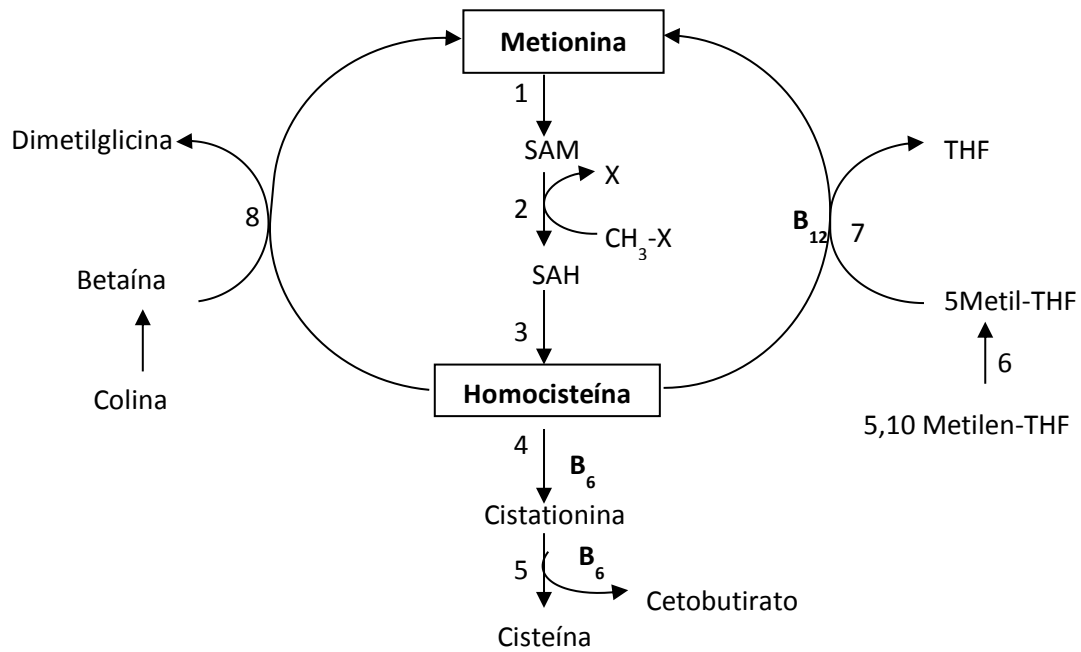 Metionina
1
Dimetilglicina
THF
SAM
X
8
2
B12
7
CH3-X
Betaína
SAH
5Metil-THF
3
6
Colina
Homocisteína
5,10 Metilen-THF
4
B6
Cistationina
5
B6
Cetobutirato
Cisteína